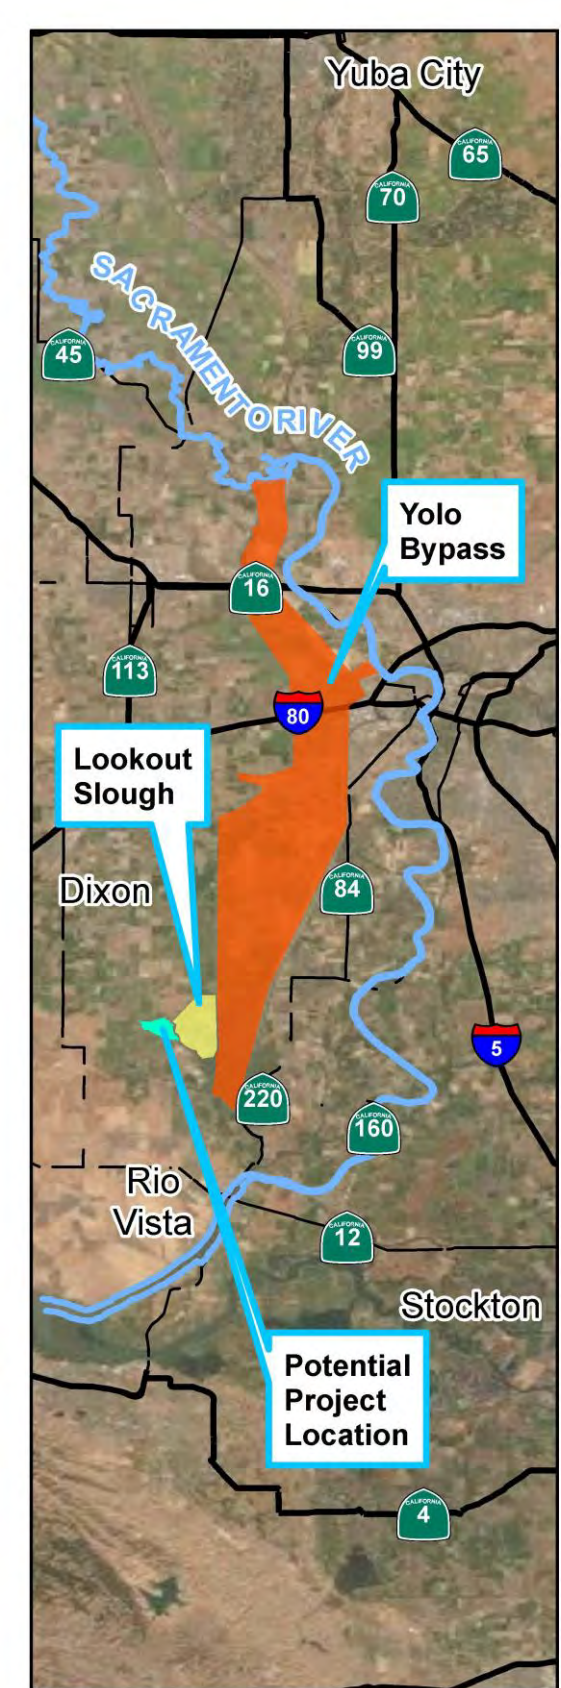 Yuba City
CALIFORNIA
65
CALIFORNIA
70
SACRAMENTO RIVER
CALIFORNIA
45
CALIFORNIA
99
Yolo
Bypass
CALIFORNIA
16
CALIFORNIA
113
80
Lookout
Slough
Dixon
CALIFORNIA
84
5
CALIFORNIA
220
CALIFORNIA
160
Rio
Vista
CALIFORNIA
12
Stockton
Potential
Project
Location
CALIFORNIA
4